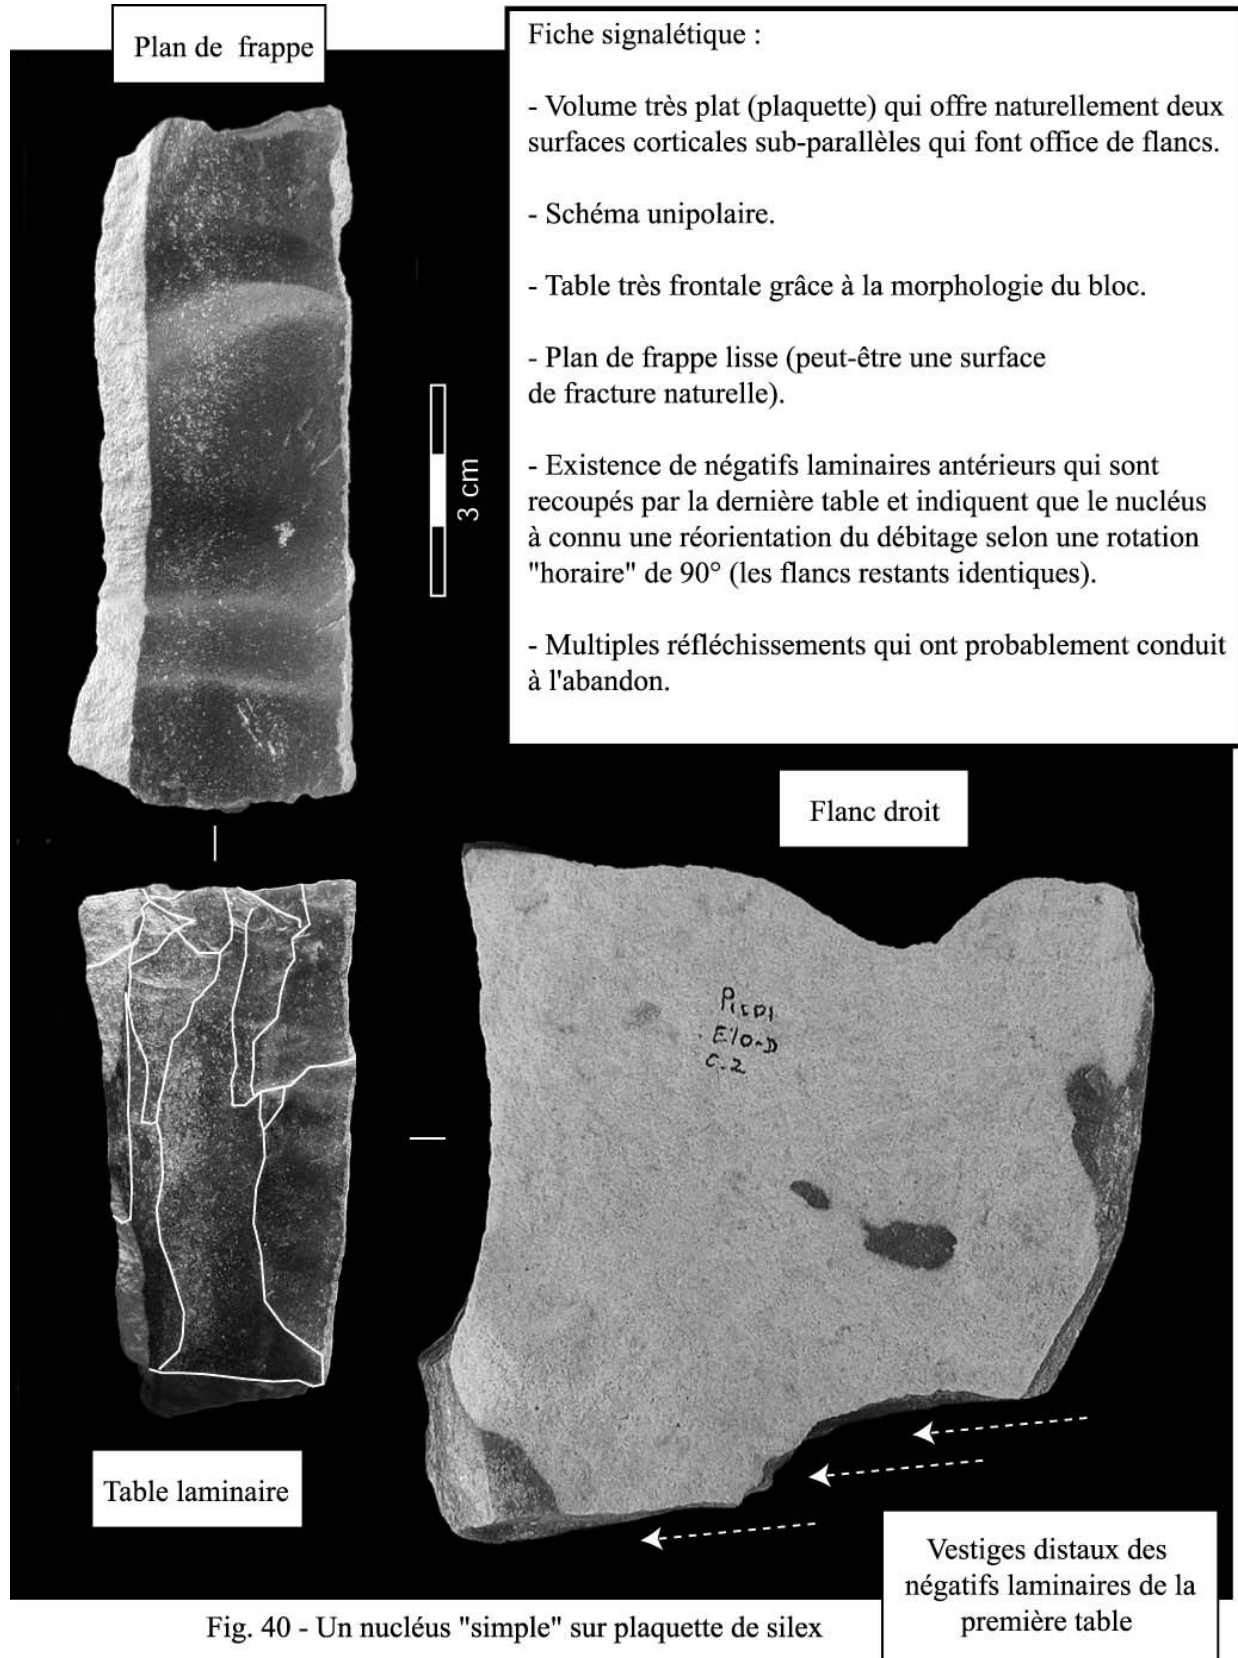 Plan de frappe
Fiche signalétique :
- Volume très plat (plaquette) qui offre naturellement deux
surfaces corticales sub-parallèles qui font office de flancs.
- Schéma unipolaire.
- Table très frontale grâce à la morphologie du bloc.
- Plan de frappe lisse (peut-être une surface
de fracture naturelle).
- Existence de négatifs laminaires antérieurs qui sont
recoupés par la dernière table et indiquent que le nucléus
à connu une réorientation du débitage selon une rotation
"horaire" de 90° (les flancs restants identiques).
- Multiples réfléchissements qui ont probablement conduit
à l'abandon.
3 cm
Flanc droit
C.2
Table laminaire
Vestiges distaux des
négatifs laminaires de la
première table
Fig. 40 - Un nucléus "simple" sur plaquette de silex